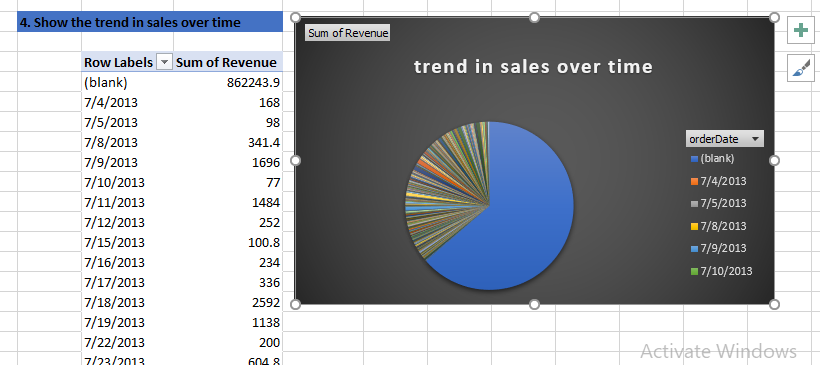 4. Show the trend in sales over time
Row Labels Sum of Revenue
(blank) 862243.9
7/4/2013 168
7/5/2013 98
7/8/2013 341.4
7/9/2013 1696
7/10/2013 77
7/11/2013 1484
7/12/2013 252
7/15/2013 100.8
7/16/2013 234
7/17/2013 336
7/18/2013 2592
7/19/2013 1138
7/22/2013 200
7/23/2013 604.8
Sum of Revenue
trend in sales over time
orderDate
(blank)
7/4/2013
7/5/2013
7/8/2013
7/9/2013
7/10/2013
Activate Windows